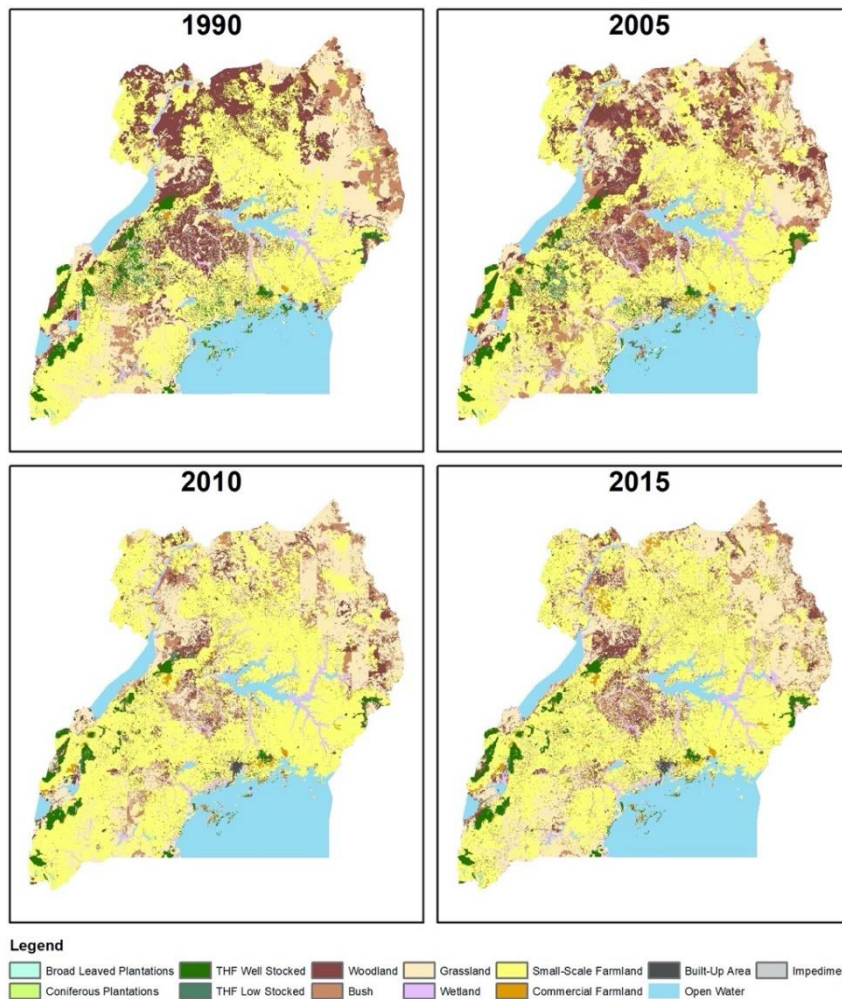 1990 2005
2010 2015
Legend
Broad Leaved Plantations THF Well Stocked Woodland Grassland Small-Scale Farmland Built-Up Area Impedime
Coniferous Plantations THF Low Stocked Bush Wetland Commercial Farmland Open Water